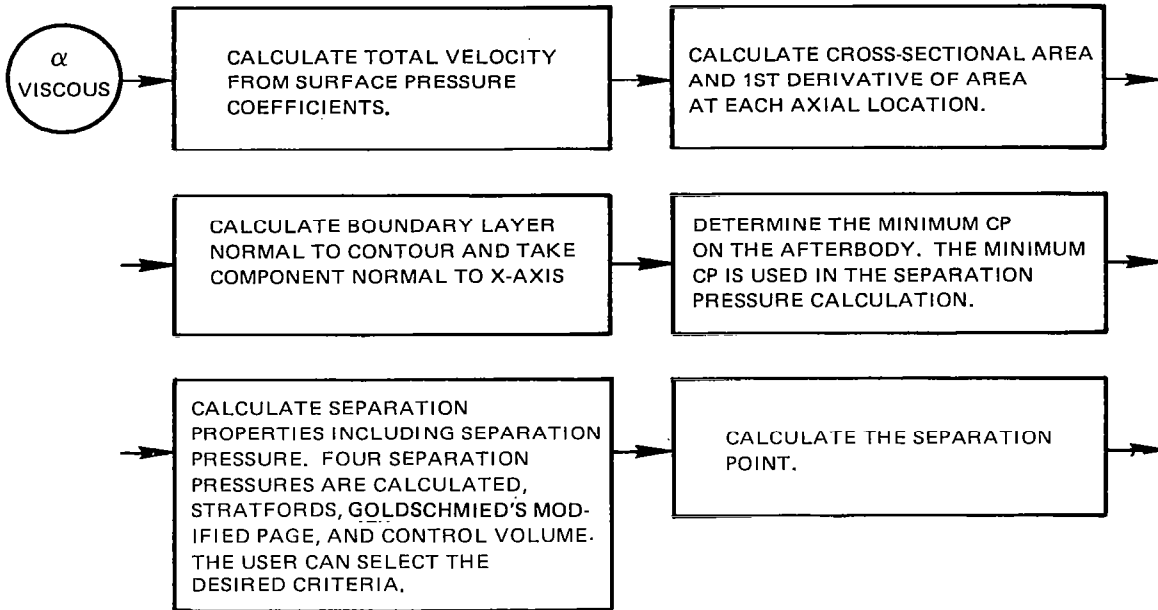 α
VISCOUS
CALCULATE TOTAL VELOCITY
FROM SURFACE PRESSURE
COEFFICIENTS.
CALCULATE CROSS-SECTIONAL AREA
AND 1ST DERIVATIVE OF AREA
AT EACH AXIAL LOCATION.
CALCULATE BOUNDARY LAYER
NORMAL TO CONTOUR AND TAKE
COMPONENT NORMAL TO X-AXIS
DETERMINE THE MINIMUM CP
ON THE AFTERBODY. THE MINIMUM
CP IS USED IN THE SEPARATION
PRESSURE CALCULATION.
CALCULATE SEPARATION
PROPERTIES INCLUDING SEPARATION
PRESSURE. FOUR SEPARATION
PRESSURES ARE CALCULATED,
STRATFORDS, GOLDSCHMIED'S MOD-
IFIED PAGE, AND CONTROL VOLUME.
THE USER CAN SELECT THE
DESIRED CRITERIA.
CALCULATE THE SEPARATION
POINT.